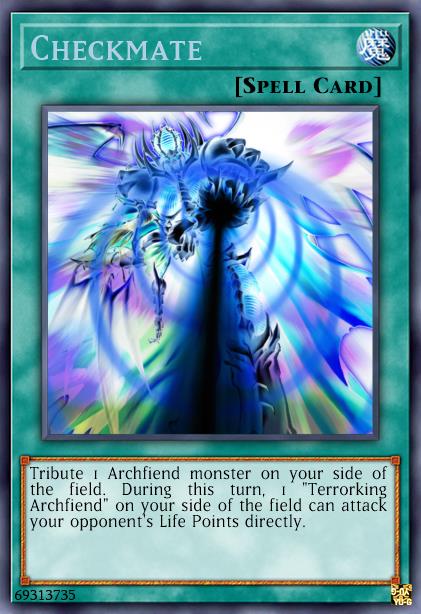 Checkmate
[Spell Card]
Tribute 1 Archfiend monster on your side of
the field. During this turn, 1 "Terrorking
Archfiend" on your side of the field can attack
your opponent's Life Points directly.
69313735